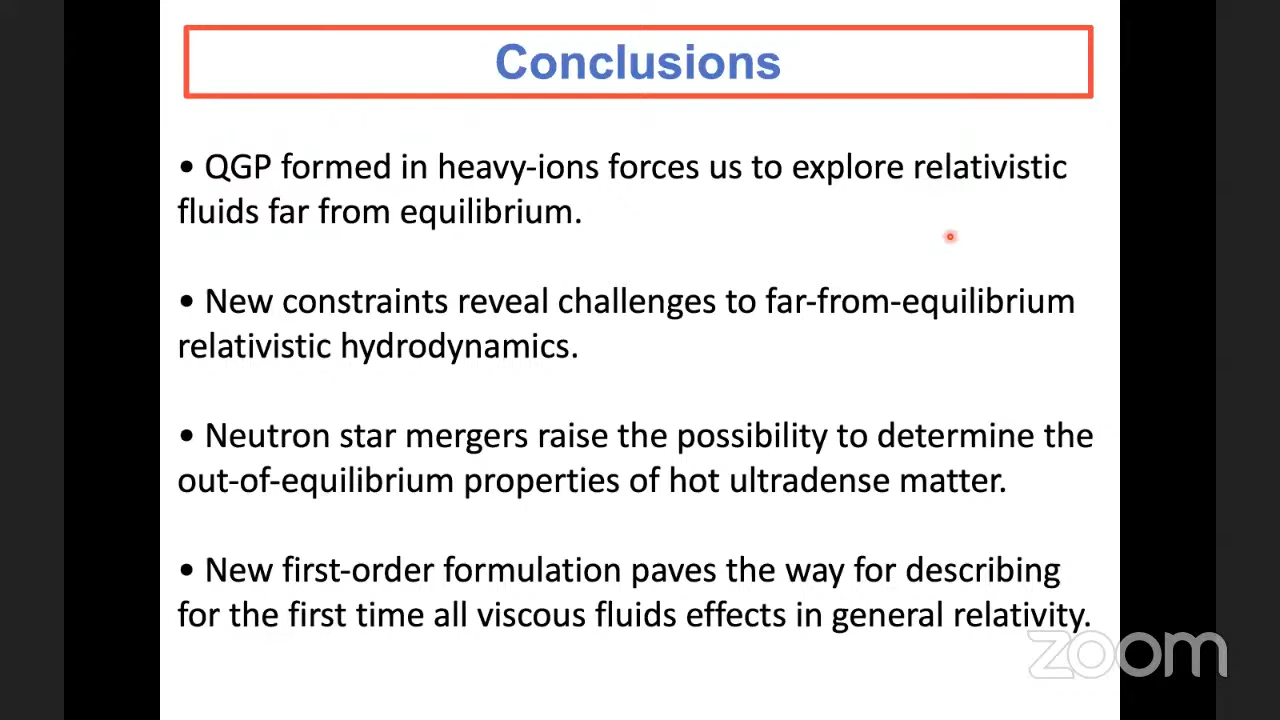 Conclusions
• QGP formed in heavy-ions forces us to explore relativistic
fluids far from equilibrium.
• New constraints reveal challenges to far-from-equilibrium
relativistic hydrodynamics.
• Neutron star mergers raise the possibility to determine the
out-of-equilibrium properties of hot ultradense matter.
• New first-order formulation paves the way for describing
for the first time all viscous fluids effects in general relativity.
zoom